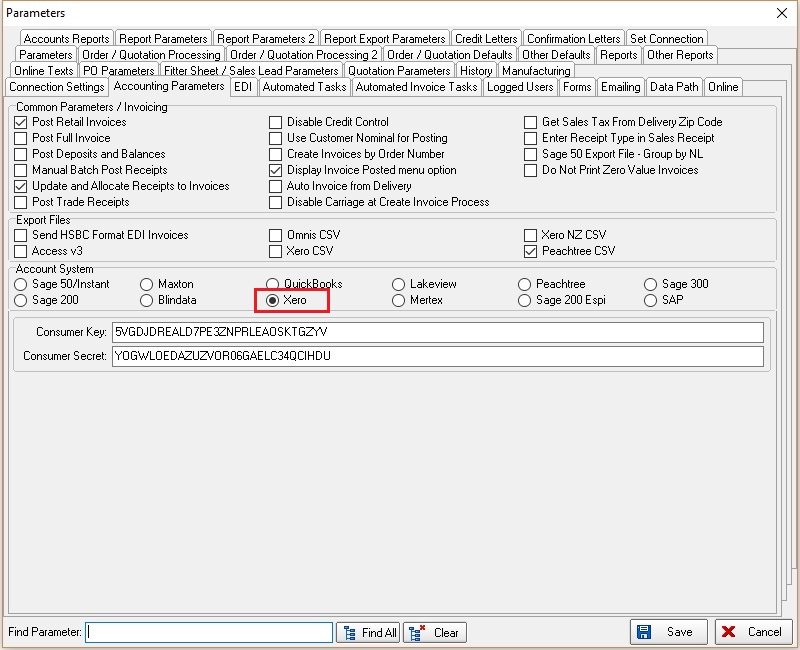 Parameters
Accounts Reports Report Parameters Report Parameters 2 Report Export Parameters Credit Letters Confirmation Letters Set Connection
Parameters Order / Quotation Processing Order / Quotation Processing 2 Order / Quotation Defaults Other Defaults Reports Other Reports
Online Texts PO Parameters Fitter Sheet / Sales Lead Parameters Quotation Parameters History Manufacturing
Connection Settings Accounting Parameters EDI Automated Tasks Automated Invoice Tasks Logged Users Forms Emailing Data Path Online
Common Parameters / Invoicing
Post Retail Invoices Disable Credit Control Get Sales Tax From Delivery Zip Code
Post Full Invoice Use Customer Nominal for Posting Enter Receipt Type in Sales Receipt
Post Deposits and Balances Create Invoices by Order Number Sage 50 Export File - Group by NL
Manual Batch Post Receipts Display Invoice Posted menu option Do Not Print Zero Value Invoices
Update and Allocate Receipts to Invoices Auto Invoice from Delivery
Post Trade Receipts Disable Carriage at Create Invoice Process
Export Files
Send HSBC Format EDI Invoices Omnis CSV Xero NZ CSV
Access v3 Xero CSV Peachtree CSV
Account System
Sage 50/Instant Maxton QuickBooks Lakeview Peachtree Sage 300
Sage 200 Blindata Xero Mertex Sage 200 Espi SAP
Consumer Key: 5VGDJDREALD7PE3ZNPRLEAOSKTGZYV
Consumer Secret: YOGWLOEDAZUZVOR06GAELC34QCIHDU
Find Parameter: Find All Clear Save Cancel